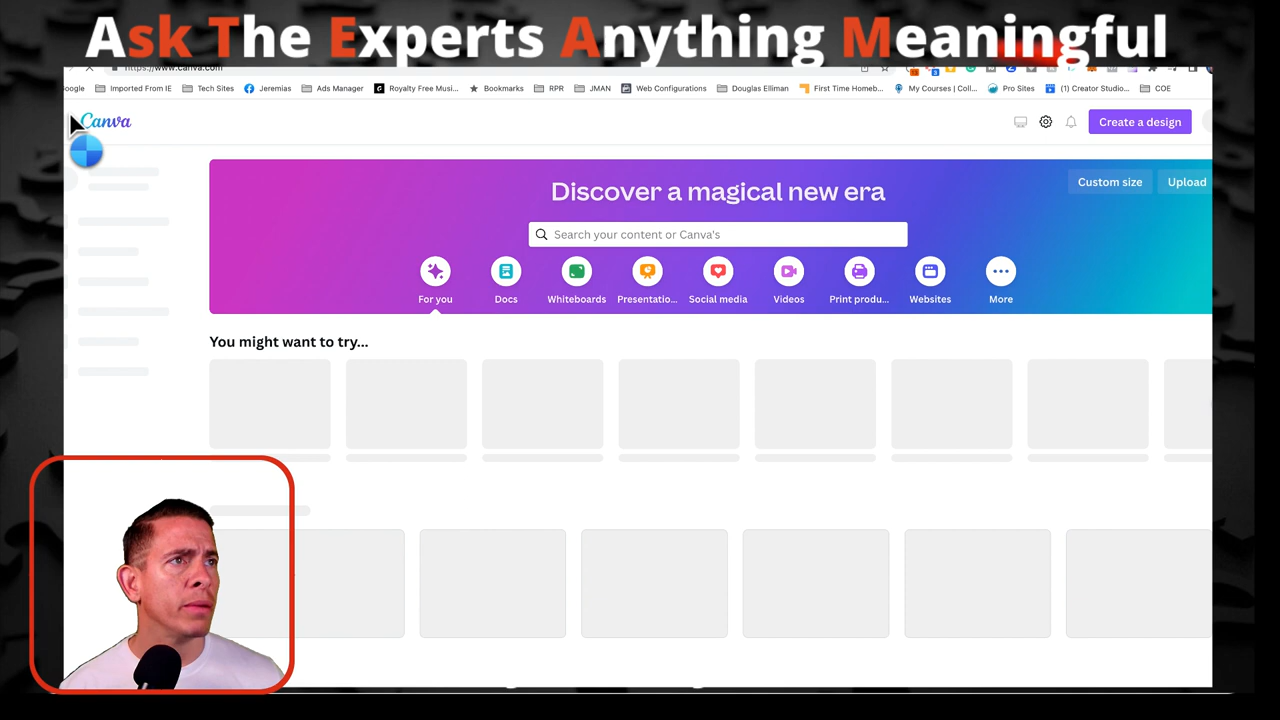 Ask The Experts Anything Meaningful
https://www.canva.com
oogle Imported From IE Tech Sites Jeremias Ads Manager Royalty Free Musi... Bookmarks RPR JMAN Web Configurations Douglas Elliman First Time Homeb... My Courses | Coll... Pro Sites (1) Creator Studio... COE
Canva
Create a design
Discover a magical new era
Custom size
Upload
Search your content or Canva's
For you Docs Whiteboards Presentatio... Social media Videos Print produ... Websites More
You might want to try...